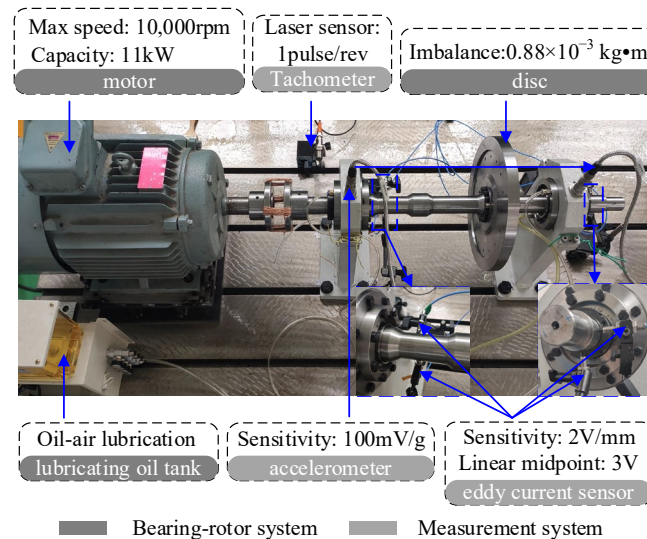 Max speed: 10,000rpm
Capacity: 11kW
motor
Laser sensor:
1pulse/rev
Tachometer
Imbalance:0.88×10⁻³ kg•m
disc
Oil-air lubrication
lubricating oil tank
Sensitivity: 100mV/g
accelerometer
Sensitivity: 2V/mm
Linear midpoint: 3V
eddy current sensor
Bearing-rotor system
Measurement system